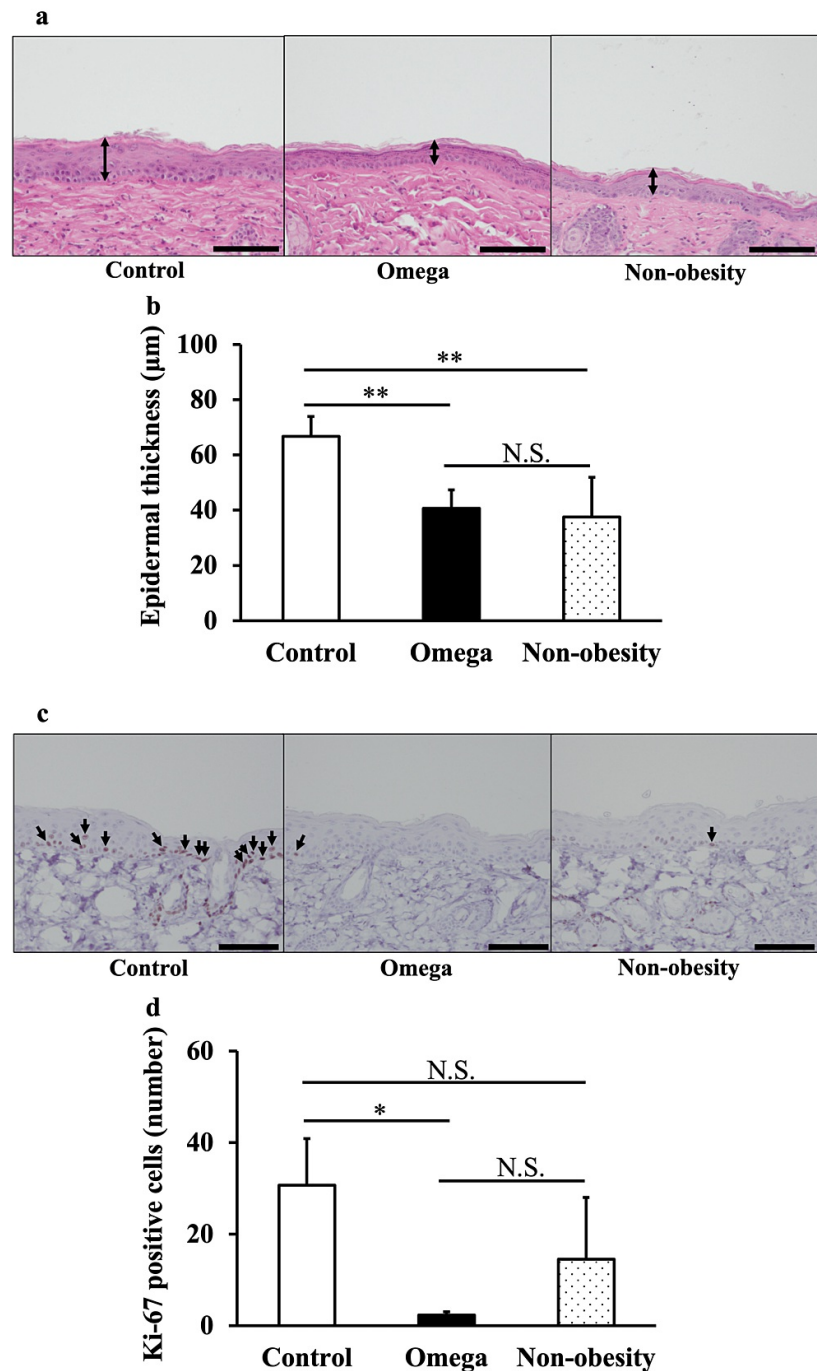 a
Control Omega Non-obesity
b
Epidermal thickness (μm)
100
80
60
40
20
0
**
**
N.S.
Control Omega Non-obesity
c
Control Omega Non-obesity
d
Ki-67 positive cells (number)
60
40
20
0
N.S.
*
N.S.
Control Omega Non-obesity